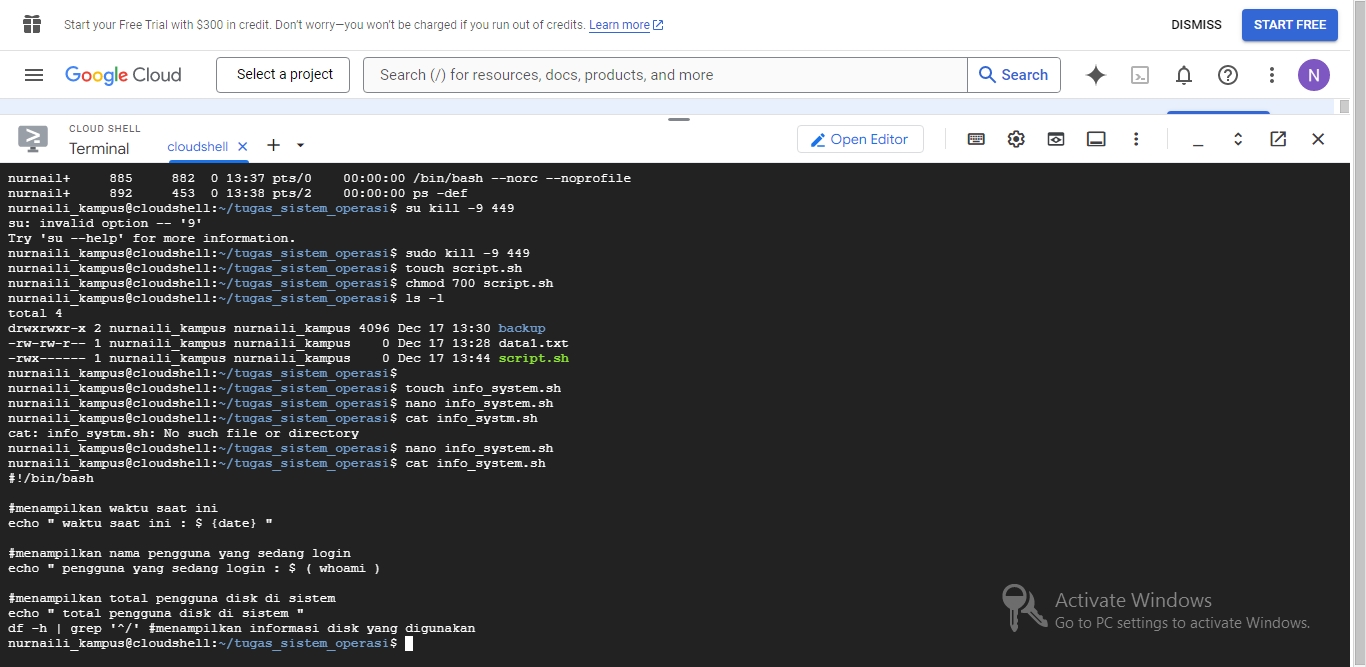 Start your Free Trial with $300 in credit. Don't worry—you won't be charged if you run out of credits. Learn more
DISMISS
START FREE
Google Cloud
Select a project
Search (/) for resources, docs, products, and more
Search
N
CLOUD SHELL
Terminal
cloudshell
Open Editor
nurnail+     885     882  0 13:37 pts/0    00:00:00 /bin/bash --norc --noprofile
nurnail+     892     453  0 13:38 pts/2    00:00:00 ps -def
nurnaili_kampus@cloudshell:~/tugas_sistem_operasi$ su kill -9 449
su: invalid option -- '9'
Try 'su --help' for more information.
nurnaili_kampus@cloudshell:~/tugas_sistem_operasi$ sudo kill -9 449
nurnaili_kampus@cloudshell:~/tugas_sistem_operasi$ touch script.sh
nurnaili_kampus@cloudshell:~/tugas_sistem_operasi$ chmod 700 script.sh
nurnaili_kampus@cloudshell:~/tugas_sistem_operasi$ ls -l
total 4
drwxrwxr-x 2 nurnaili_kampus nurnaili_kampus 4096 Dec 17 13:30 backup
-rw-rw-r-- 1 nurnaili_kampus nurnaili_kampus    0 Dec 17 13:28 data1.txt
-rwx------ 1 nurnaili_kampus nurnaili_kampus    0 Dec 17 13:44 script.sh
nurnaili_kampus@cloudshell:~/tugas_sistem_operasi$
nurnaili_kampus@cloudshell:~/tugas_sistem_operasi$ touch info_system.sh
nurnaili_kampus@cloudshell:~/tugas_sistem_operasi$ nano info_system.sh
nurnaili_kampus@cloudshell:~/tugas_sistem_operasi$ cat info_systm.sh
cat: info_systm.sh: No such file or directory
nurnaili_kampus@cloudshell:~/tugas_sistem_operasi$ nano info_system.sh
nurnaili_kampus@cloudshell:~/tugas_sistem_operasi$ cat info_system.sh
#!/bin/bash
#menampilkan waktu saat ini
echo " waktu saat ini : $ {date} "
#menampilkan nama pengguna yang sedang login
echo " pengguna yang sedang login : $ ( whoami )
#menampilkan total pengguna disk di sistem
echo " total pengguna disk di sistem "
df -h | grep '^/' #menampilkan informasi disk yang digunakan
nurnaili_kampus@cloudshell:~/tugas_sistem_operasi$
Activate Windows
Go to PC settings to activate Windows.